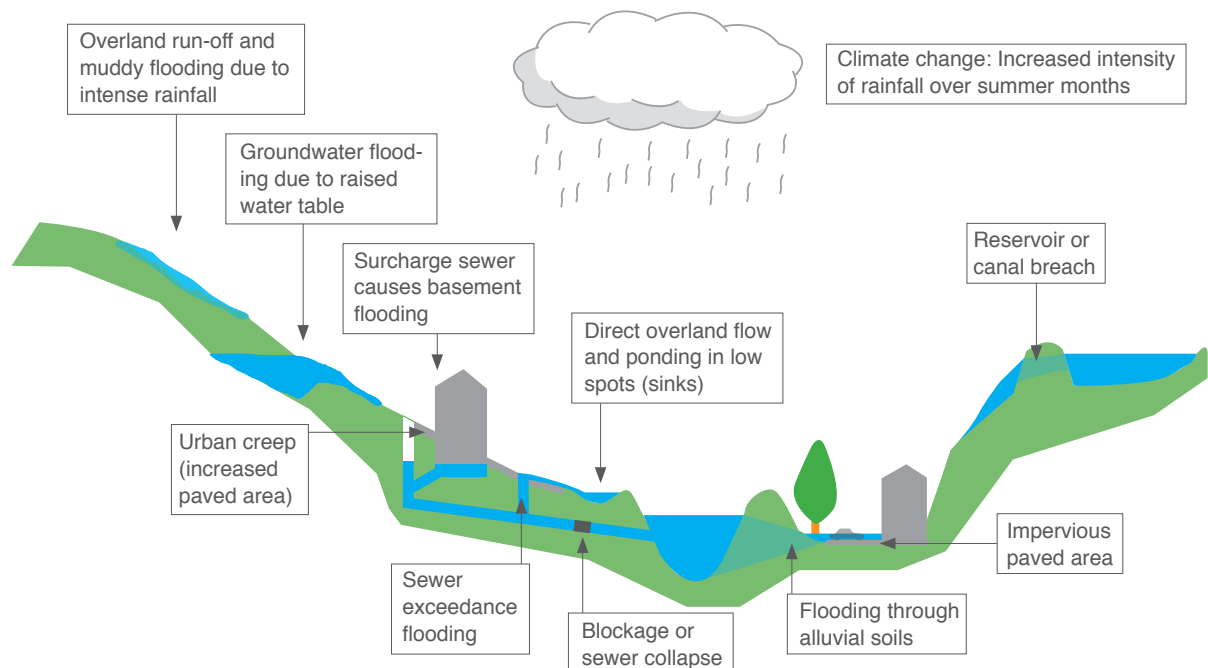 Overland run-off and
muddy flooding due to
intense rainfall
Climate change: Increased intensity
of rainfall over summer months
Groundwater flood-
ing due to raised
water table
Surcharge sewer
causes basement
flooding
Reservoir or
canal breach
Direct overland flow
and ponding in low
spots (sinks)
Urban creep
(increased
paved area)
Impervious
paved area
Sewer
exceedance
flooding
Blockage or
sewer collapse
Flooding through
alluvial soils